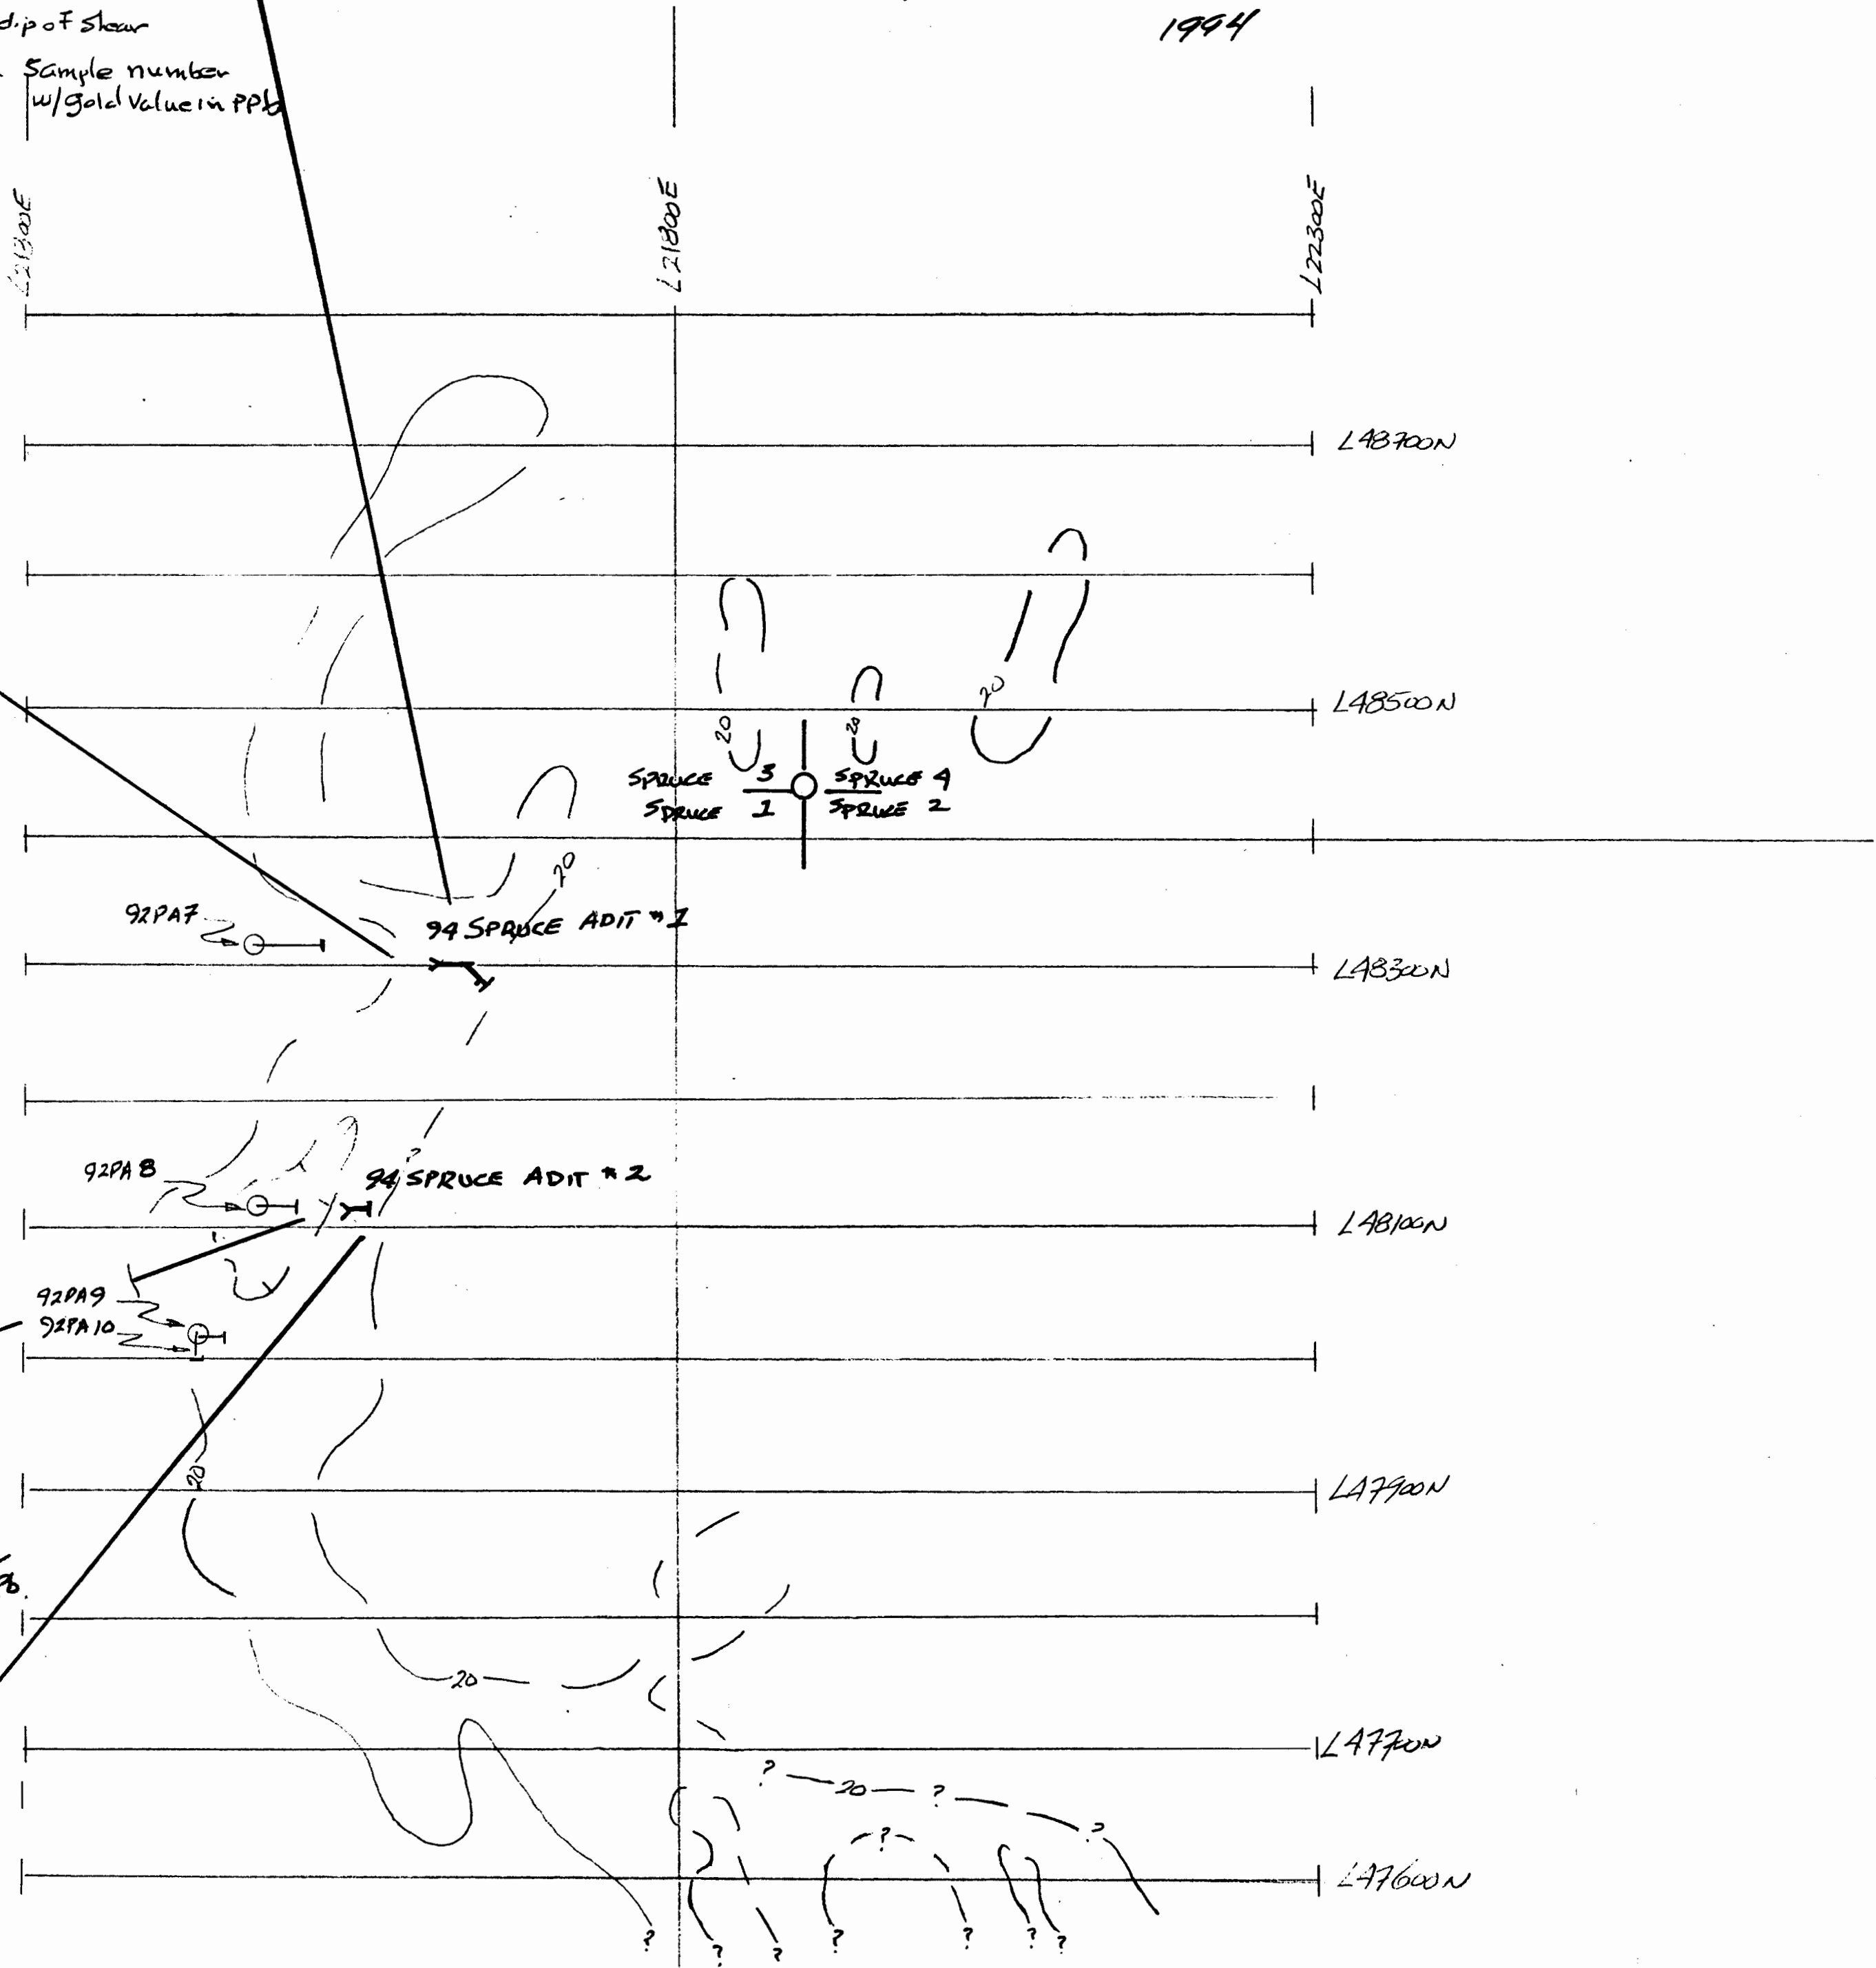 dip of shear
1994
Sample number
w/gold value in ppb
L21300E
L21800E
L22300E
L48700N
20
L48500N
20
20
SPRUCE 3
SPRUCE 4
SPRUCE 1
SPRUCE 2
20
92PA7
94 SPRUCE ADIT #1
L48300N
?
92PA8
94 SPRUCE ADIT #2
L48100N
92PA9
92PA10
20
L47900N
20
L47700N
? 20 ?
?
?
L47600N
? ? ? ? ? ? ?